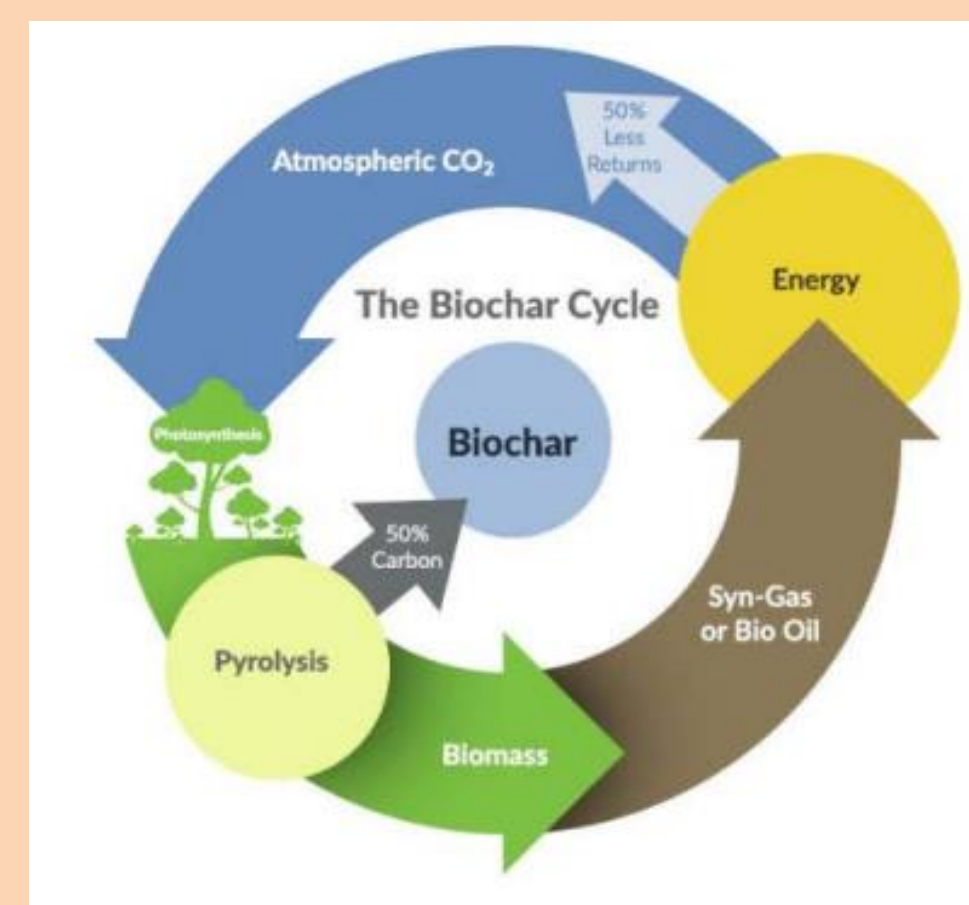 50%
Less
Returns
Atmospheric CO₂
Energy
The Biochar Cycle
Photosynthesis
Biochar
50%
Carbon
Syn-Gas
or Bio Oil
Pyrolysis
Biomass